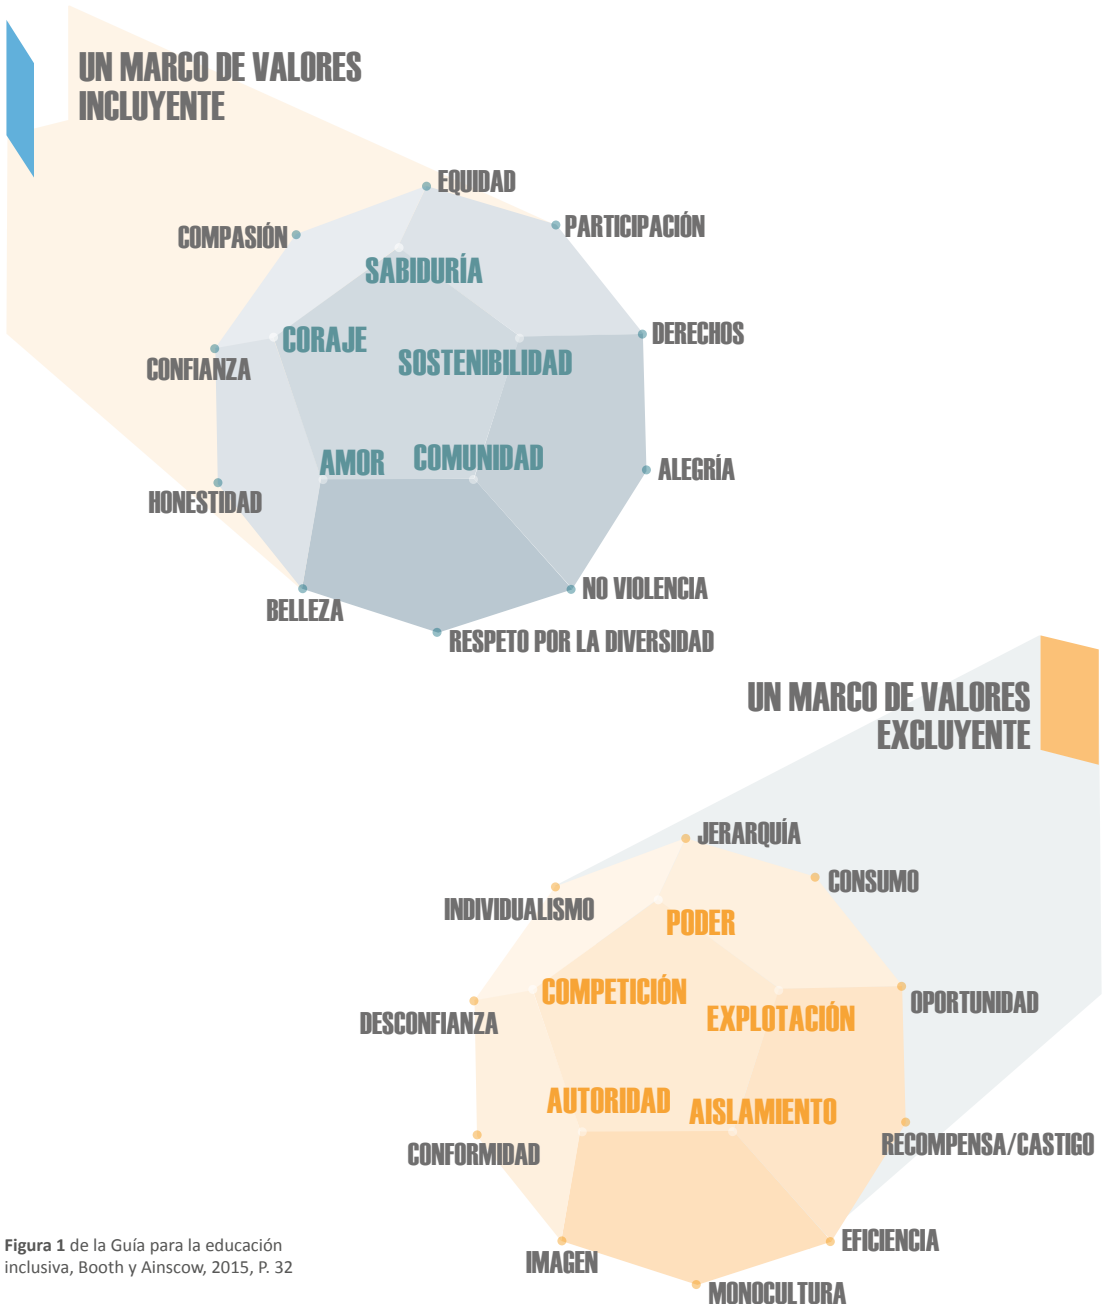 UN MARCO DE VALORES
INCLUYENTE
EQUIDAD
PARTICIPACIÓN
COMPASIÓN
SABIDURÍA
DERECHOS
CORAJE
SOSTENIBILIDAD
CONFIANZA
AMOR
COMUNIDAD
ALEGRÍA
HONESTIDAD
NO VIOLENCIA
BELLEZA
RESPETO POR LA DIVERSIDAD
UN MARCO DE VALORES
EXCLUYENTE
JERARQUÍA
CONSUMO
INDIVIDUALISMO
PODER
COMPETICIÓN
OPORTUNIDAD
DESCONFIANZA
EXPLOTACIÓN
AUTORIDAD
AISLAMIENTO
RECOMPENSA/CASTIGO
CONFORMIDAD
EFICIENCIA
IMAGEN
MONOCULTURA
Figura 1 de la Guía para la educación
inclusiva, Booth y Ainscow, 2015, P. 32